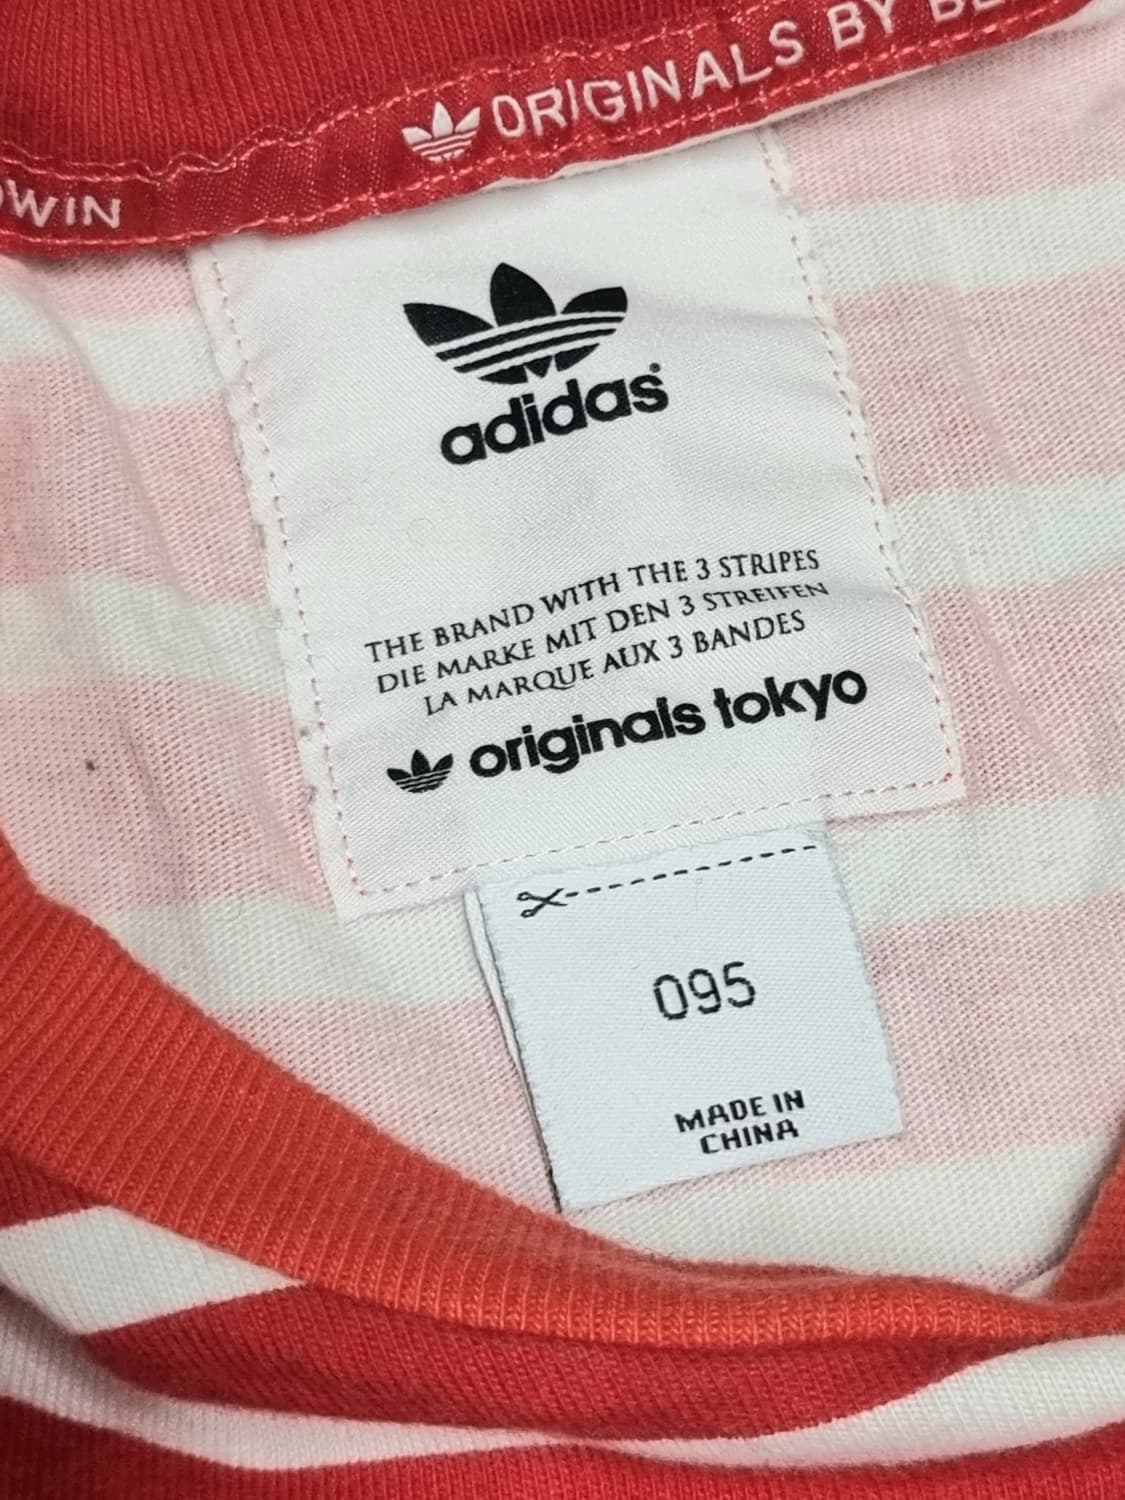 ORIGINALS BY
adidas
THE BRAND WITH THE 3 STRIPES
DIE MARKE MIT DEN 3 STREIFEN
LA MARQUE AUX 3 BANDES
originals tokyo
095
MADE IN
CHINA